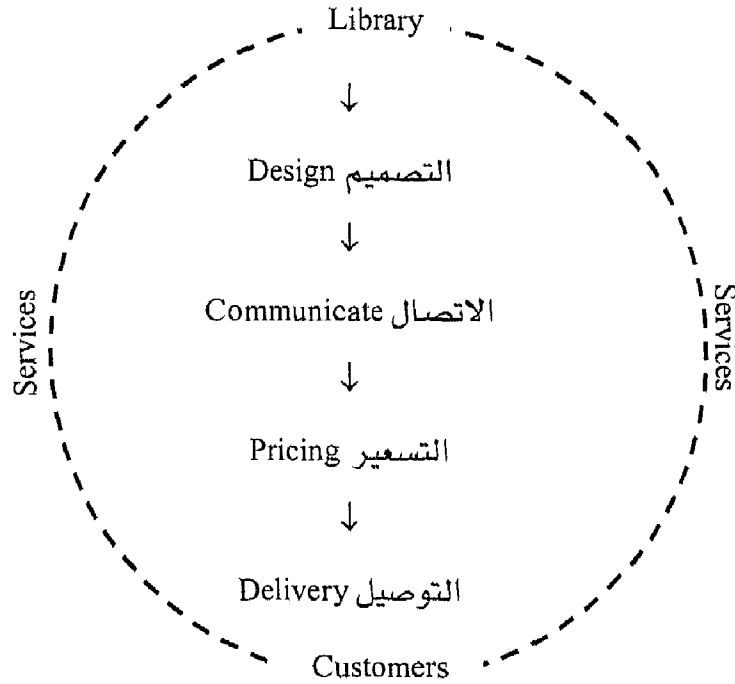 Library
↓
Design التصميم
↓
Communicate الاتصال
↓
Pricing التسعير
↓
Delivery التوصيل
Customers
Services
Services